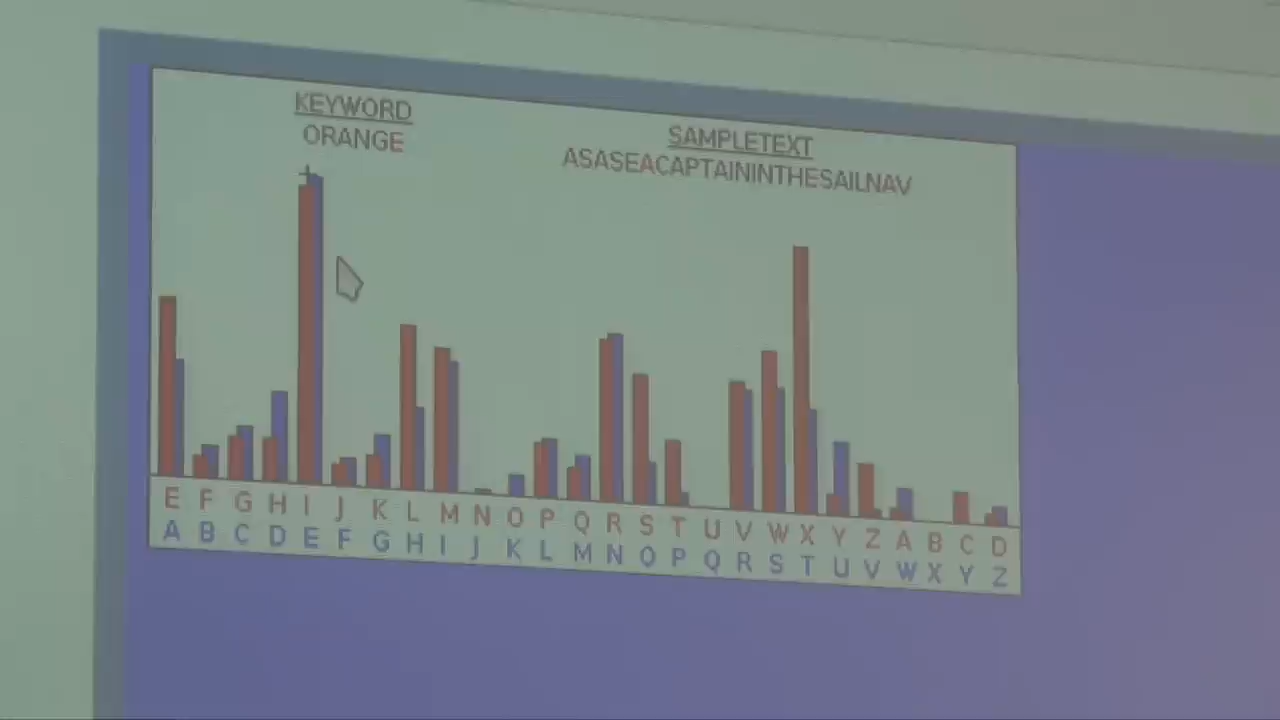 KEYWORD
ORANGE
SAMPLETEXT
ASASEACAPTAININTHESAILNAV
E F G H I J K L M N O P Q R S T U V W X Y Z A B C D
A B C D E F G H I J K L M N O P Q R S T U V W X Y Z